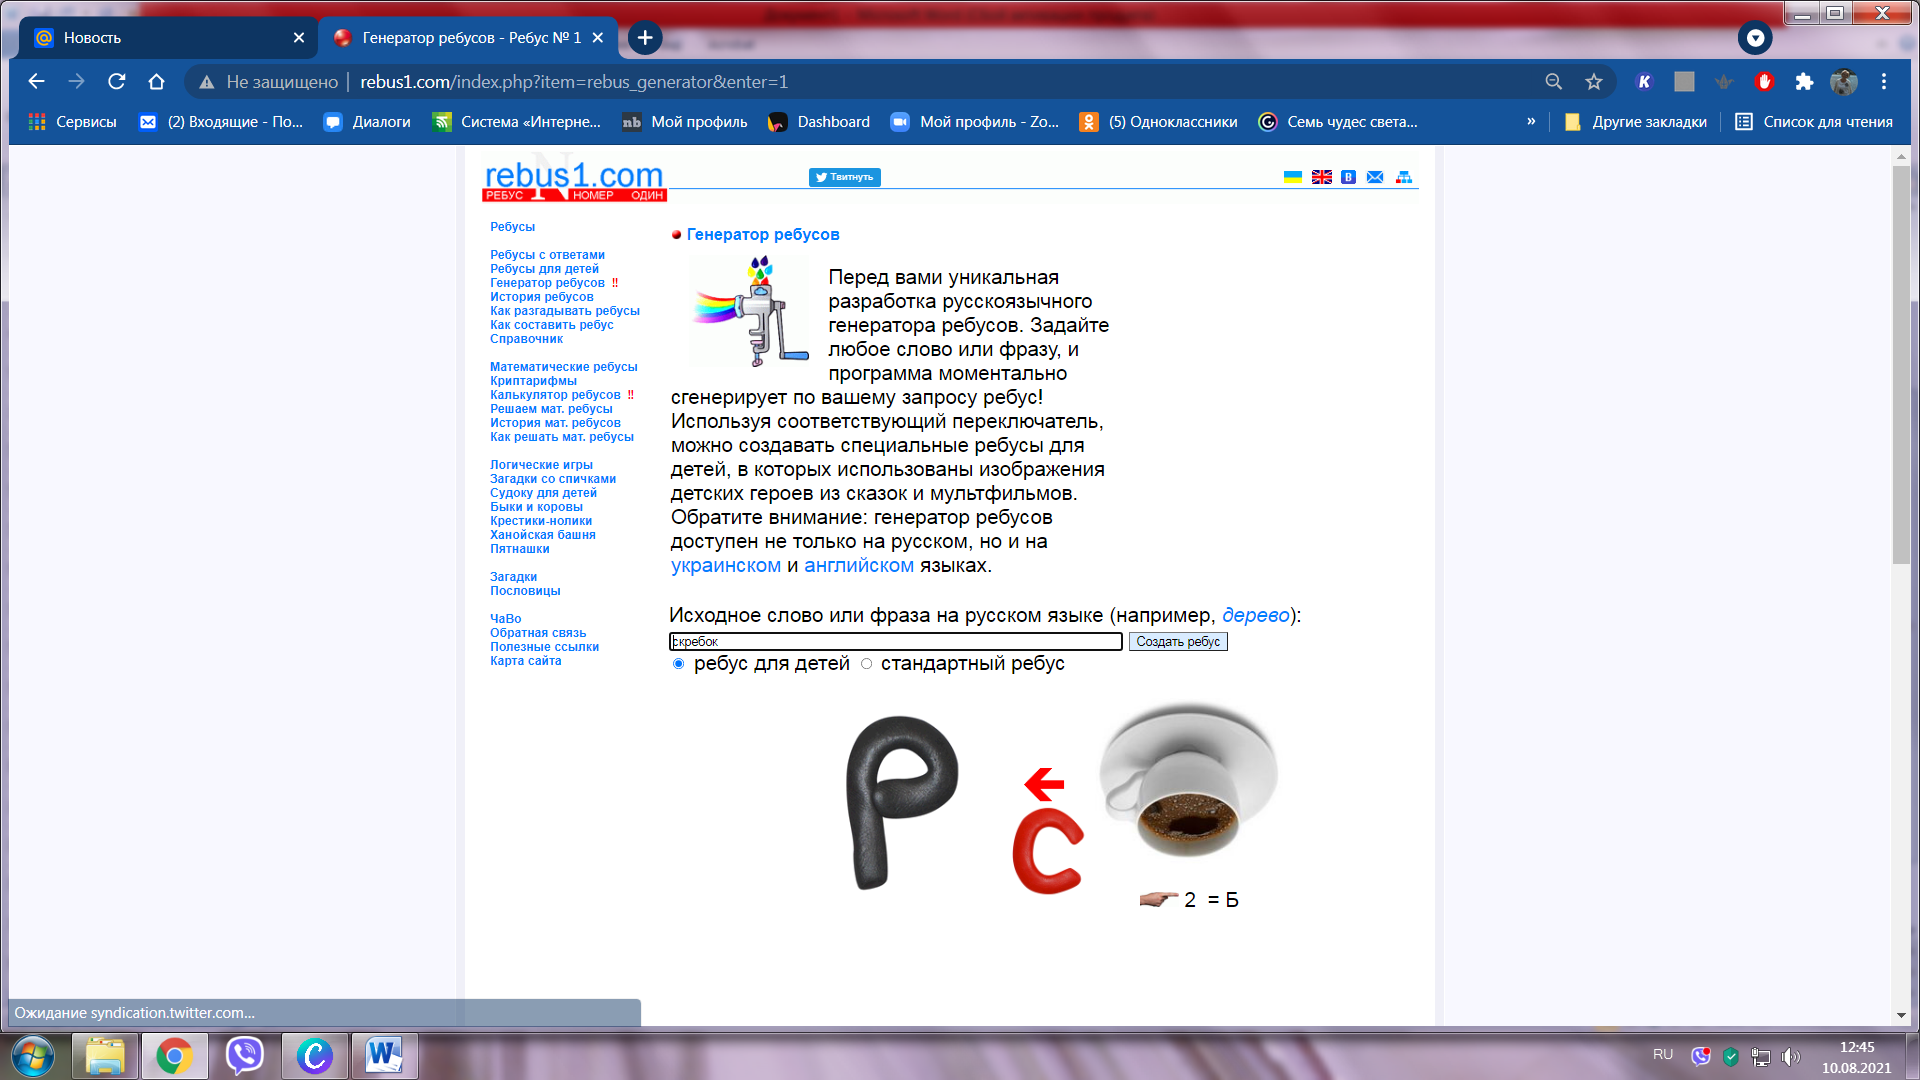 Новость
Генератор ребусов - Ребус № 1
Не защищено
rebus1.com/index.php?item=rebus_generator&enter=1
Сервисы
(2) Входящие - По...
Диалоги
Система «Интерне...
nb
Мой профиль
Dashboard
Мой профиль - Zo...
(5) Одноклассники
Семь чудес света...
»
Другие закладки
Список для чтения
rebus1.com
РЕБУС N НОМЕР ОДИН
Твитнуть
Ребусы
Ребусы с ответами
Ребусы для детей
Генератор ребусов !!
История ребусов
Как разгадывать ребусы
Как составить ребус
Справочник
Математические ребусы
Криптарифмы
Калькулятор ребусов !!
Решаем мат. ребусы
История мат. ребусов
Как решать мат. ребусы
Логические игры
Загадки со спичками
Судоку для детей
Быки и коровы
Крестики-нолики
Ханойская башня
Пятнашки
Загадки
Пословицы
ЧаВо
Обратная связь
Полезные ссылки
Карта сайта
Генератор ребусов
Перед вами уникальная
разработка русскоязычного
генератора ребусов. Задайте
любое слово или фразу, и
программа моментально
сгенерирует по вашему запросу ребус!
Используя соответствующий переключатель,
можно создавать специальные ребусы для
детей, в которых использованы изображения
детских героев из сказок и мультфильмов.
Обратите внимание: генератор ребусов
доступен не только на русском, но и на
украинском и английском языках.
Исходное слово или фраза на русском языке (например, дерево):
скребок
Создать ребус
ребус для детей стандартный ребус
Р
С
2 = Б
Ожидание syndication.twitter.com...
RU
12:45
10.08.2021